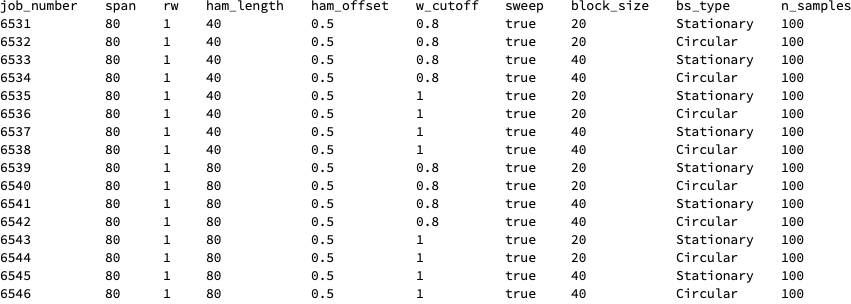 job_number span rw ham_length ham_offset w_cutoff sweep block_size bs_type n_samples
6531 80 1 40 0.5 0.8 true 20 Stationary 100
6532 80 1 40 0.5 0.8 true 20 Circular 100
6533 80 1 40 0.5 0.8 true 40 Stationary 100
6534 80 1 40 0.5 0.8 true 40 Circular 100
6535 80 1 40 0.5 1 true 20 Stationary 100
6536 80 1 40 0.5 1 true 20 Circular 100
6537 80 1 40 0.5 1 true 40 Stationary 100
6538 80 1 40 0.5 1 true 40 Circular 100
6539 80 1 80 0.5 0.8 true 20 Stationary 100
6540 80 1 80 0.5 0.8 true 20 Circular 100
6541 80 1 80 0.5 0.8 true 40 Stationary 100
6542 80 1 80 0.5 0.8 true 40 Circular 100
6543 80 1 80 0.5 1 true 20 Stationary 100
6544 80 1 80 0.5 1 true 20 Circular 100
6545 80 1 80 0.5 1 true 40 Stationary 100
6546 80 1 80 0.5 1 true 40 Circular 100